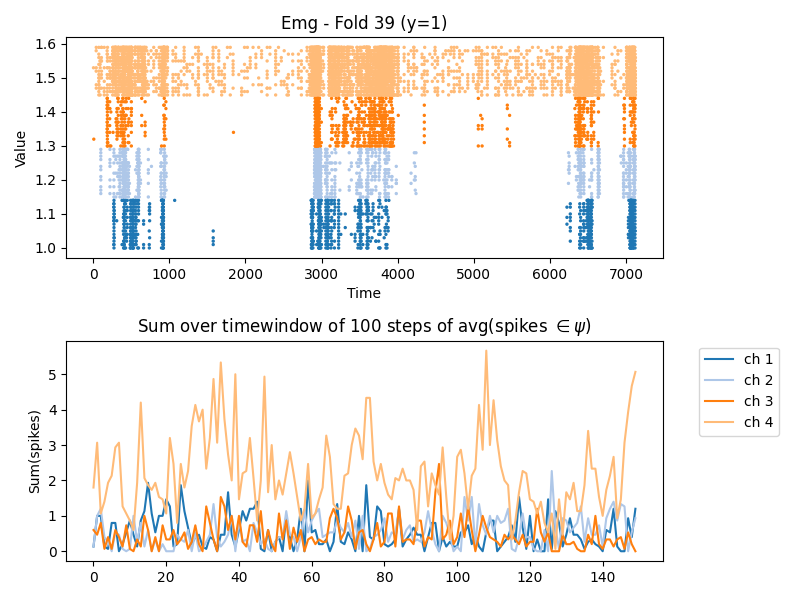 Emg - Fold 39 (y=1)
1.6
1.5
1.4
1.3
1.2
1.1
1.0
Value
0 1000 2000 3000 4000 5000 6000 7000
Time
Sum over timewindow of 100 steps of avg(spikes ∈ ψ)
5
4
3
2
1
0
Sum(spikes)
0 20 40 60 80 100 120 140
ch 1
ch 2
ch 3
ch 4